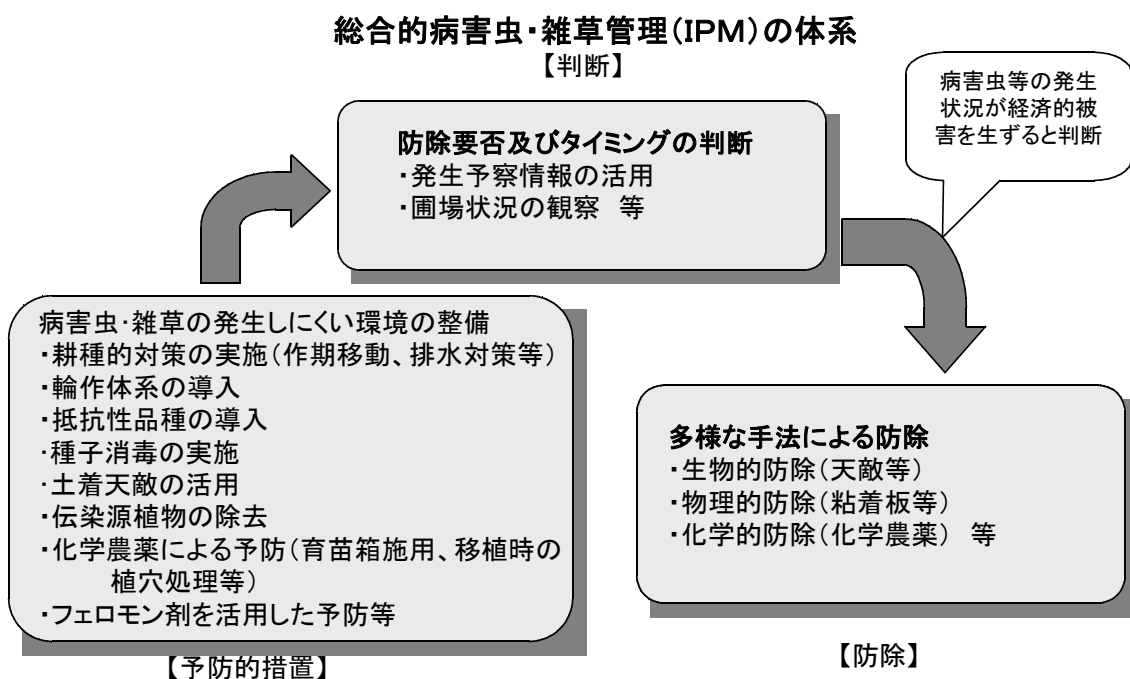 総合的病害虫・雑草管理(IPM)の体系
【判断】
病害虫等の発生
状況が経済的被
害を生ずると判断
防除要否及びタイミングの判断
・発生予察情報の活用
・圃場状況の観察　等
病害虫・雑草の発生しにくい環境の整備
・耕種的対策の実施(作期移動、排水対策等)
・輪作体系の導入
・抵抗性品種の導入
・種子消毒の実施
・土着天敵の活用
・伝染源植物の除去
・化学農薬による予防(育苗箱施用、移植時の
植穴処理等)
・フェロモン剤を活用した予防等
【予防的措置】
多様な手法による防除
・生物的防除(天敵等)
・物理的防除(粘着板等)
・化学的防除(化学農薬)　等
【防除】